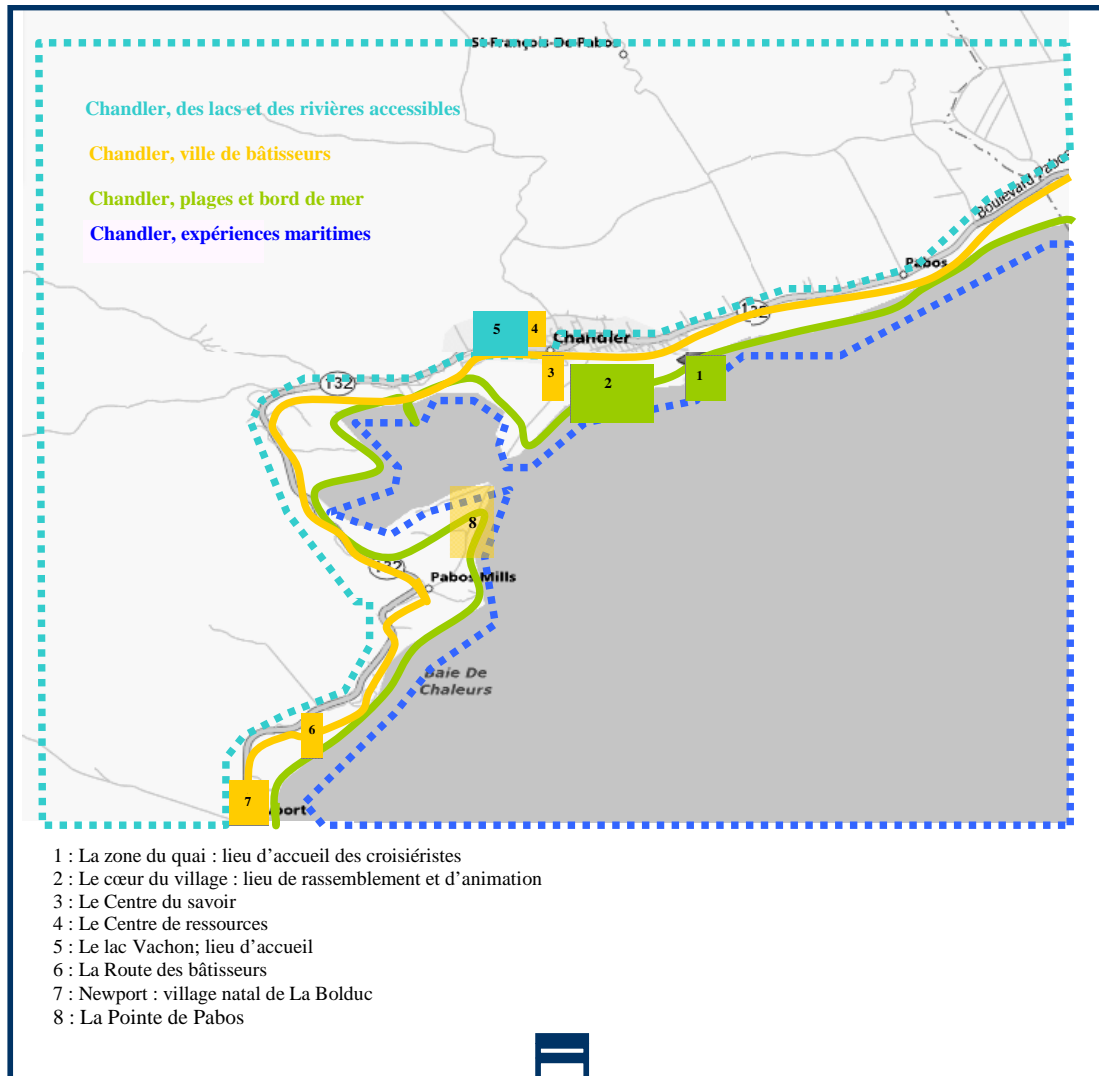 St-François-De-Pabos
Chandler, des lacs et des rivières accessibles
Chandler, ville de bâtisseurs
Chandler, plages et bord de mer
Chandler, expériences maritimes
Boulevard Pabos
Pabos
132
5
4
Chandler
3
2
1
132
8
132
Pabos Mills
Baie De
Chaleurs
6
7
port
1 : La zone du quai : lieu d’accueil des croisiéristes
2 : Le cœur du village : lieu de rassemblement et d’animation
3 : Le Centre du savoir
4 : Le Centre de ressources
5 : Le lac Vachon; lieu d’accueil
6 : La Route des bâtisseurs
7 : Newport : village natal de La Bolduc
8 : La Pointe de Pabos